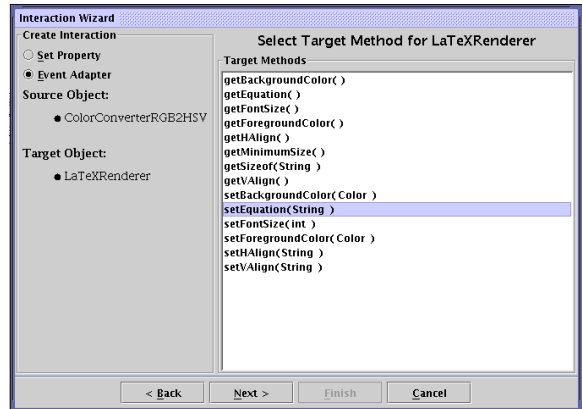 Interaction Wizard
Create Interaction
Set Property
Event Adapter
Source Object:
ColorConverterRGB2HSV
Target Object:
LaTeXRenderer
Select Target Method for LaTeXRenderer
Target Methods
getBackgroundColor( )
getEquation( )
getFontSize( )
getForegroundColor( )
getHAlign( )
getMinimumSize( )
getSizeof(String )
getVAlign( )
setBackgroundColor(Color )
setEquation(String )
setFontSize(int )
setForegroundColor(Color )
setHAlign(String )
setVAlign(String )
< Back
Next >
Finish
Cancel